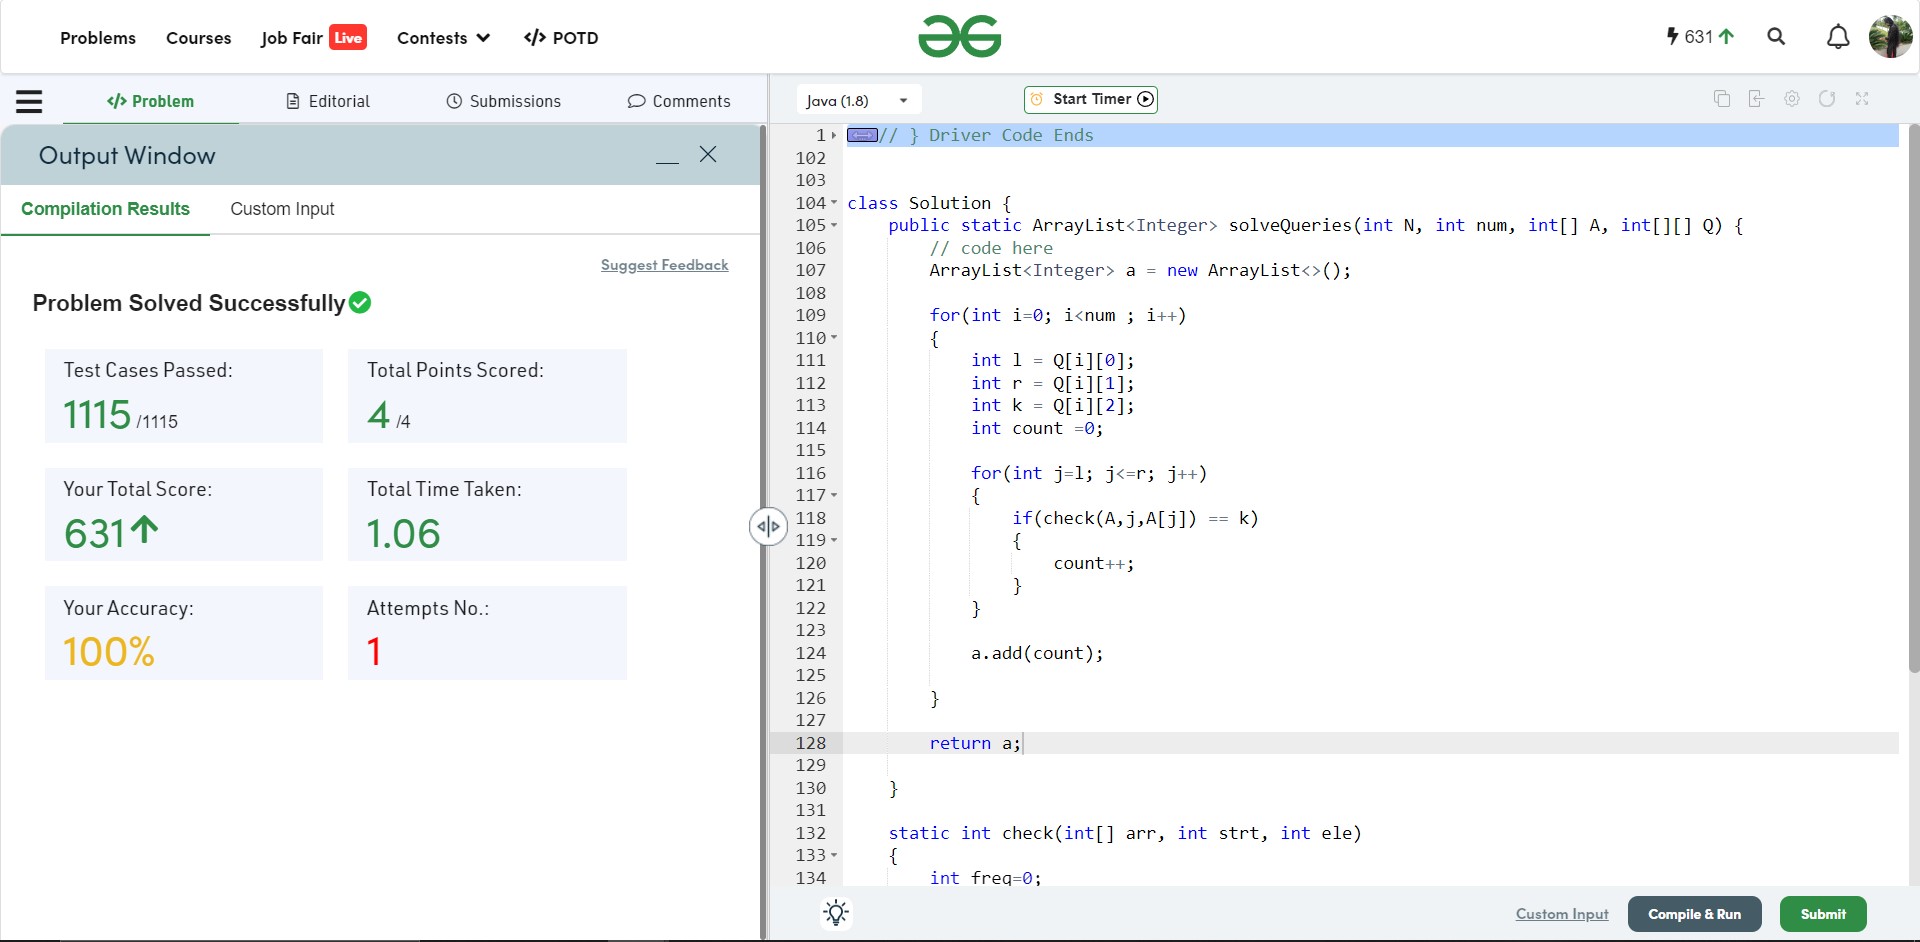 Problems Courses Job Fair Live Contests </> POTD 631
</> Problem Editorial Submissions Comments
Output Window
Compilation Results Custom Input
Suggest Feedback
Problem Solved Successfully
Test Cases Passed:
1115 /1115
Total Points Scored:
4 /4
Your Total Score:
631
Total Time Taken:
1.06
Your Accuracy:
100%
Attempts No.:
1
Java (1.8) Start Timer
1 // } Driver Code Ends
102
103
104 class Solution {
105 public static ArrayList<Integer> solveQueries(int N, int num, int[] A, int[][] Q) {
106 // code here
107 ArrayList<Integer> a = new ArrayList<>();
108
109 for(int i=0; i<num ; i++)
110 {
111 int l = Q[i][0];
112 int r = Q[i][1];
113 int k = Q[i][2];
114 int count =0;
115
116 for(int j=l; j<=r; j++)
117 {
118 if(check(A,j,A[j]) == k)
119 {
120 count++;
121 }
122 }
123
124 a.add(count);
125
126 }
127
128 return a;
129
130 }
131
132 static int check(int[] arr, int strt, int ele)
133 {
134 int freq=0;
Custom Input Compile & Run Submit